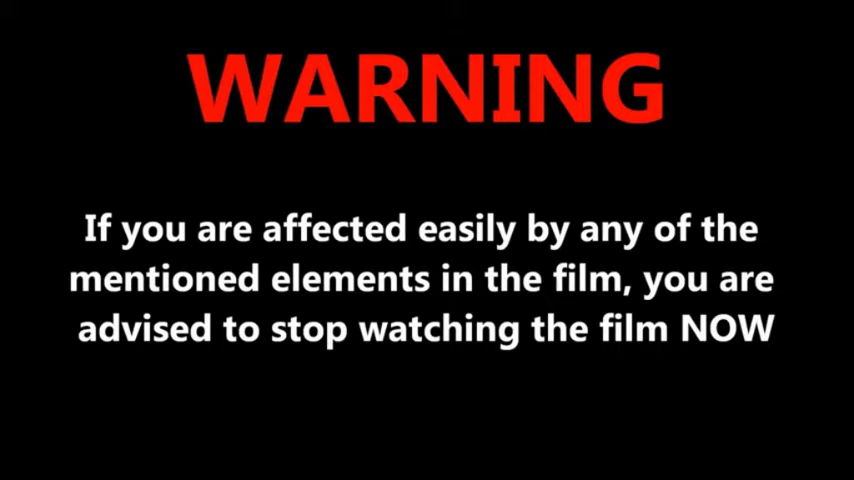 WARNING
If you are affected easily by any of the
mentioned elements in the film, you are
advised to stop watching the film NOW